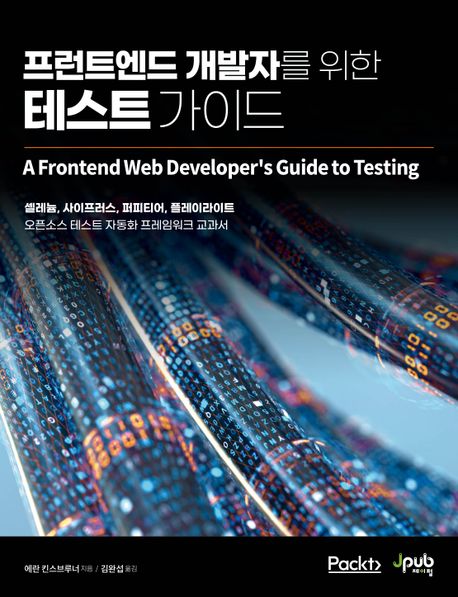 프런트엔드 개발자를 위한
테스트 가이드
A Frontend Web Developer's Guide to Testing
셀레늄, 사이프러스, 퍼피티어, 플레이라이트
오픈소스 테스트 자동화 프레임워크 교과서
에란 킨스브루너 지음 / 김완섭 옮김
Packt> Jpub
제이펍